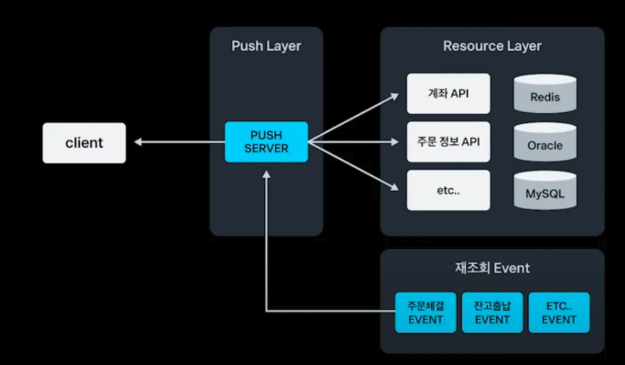 Push Layer
Resource Layer
client
PUSH
SERVER
계좌 API
주문 정보 API
etc..
Redis
Oracle
MySQL
재조회 Event
주문체결
EVENT
잔고출납
EVENT
ETC..
EVENT